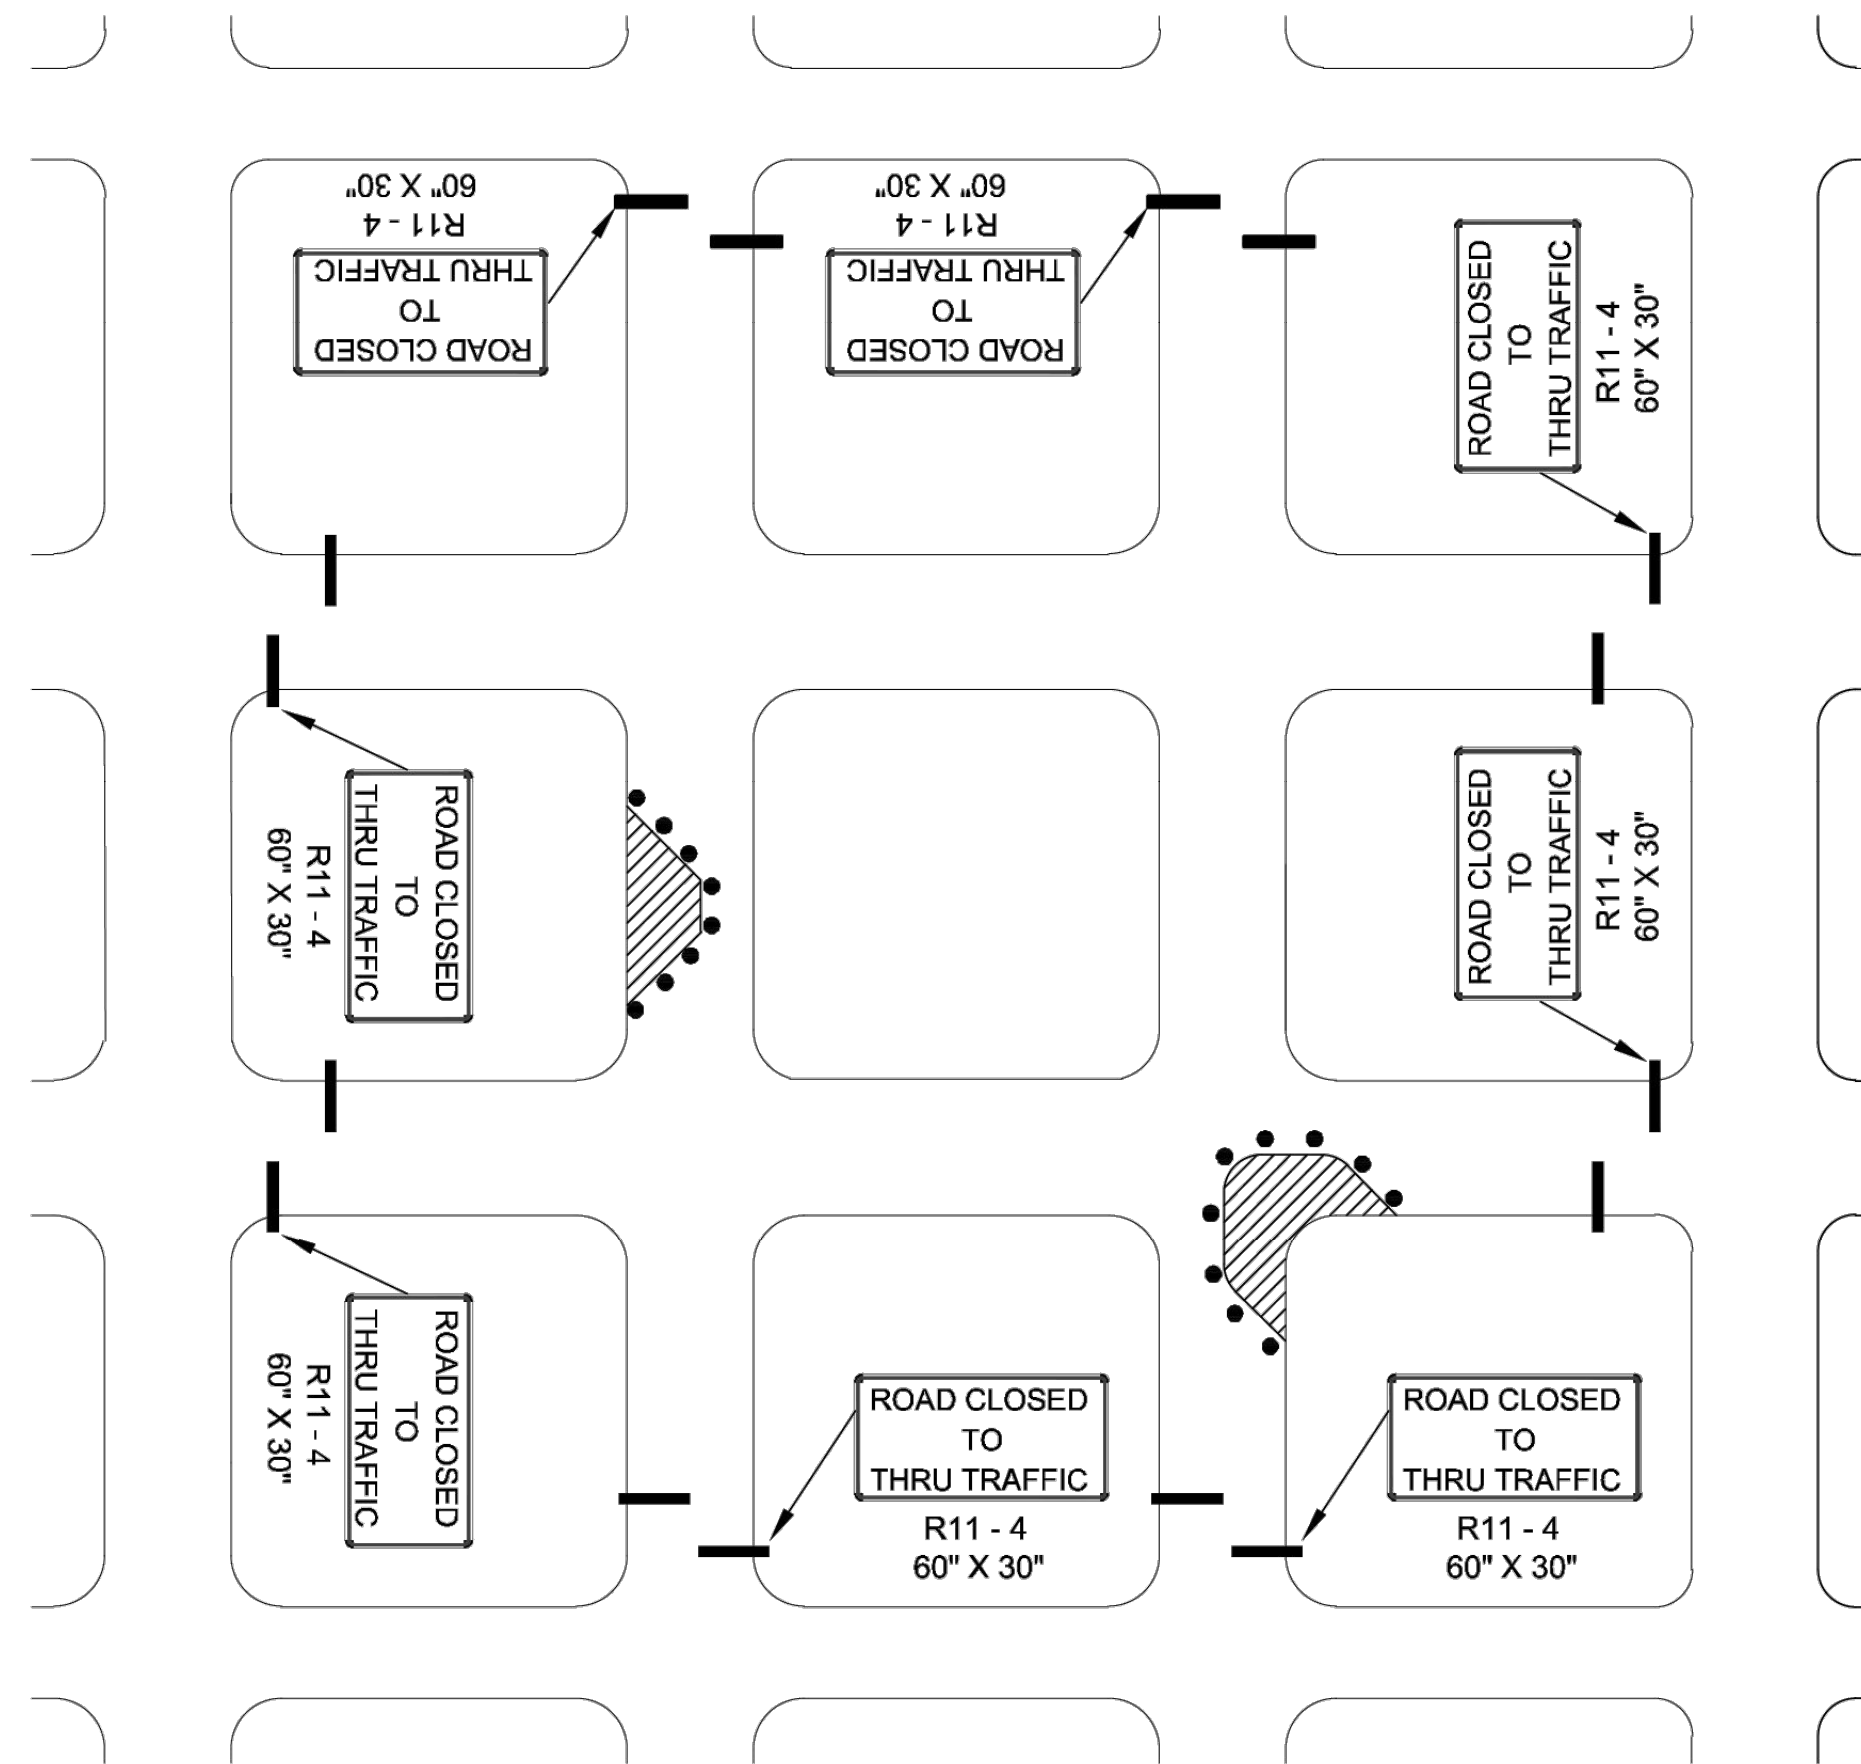 ROAD CLOSED
TO
THRU TRAFFIC
R11 - 4
60" X 30"
ROAD CLOSED
TO
THRU TRAFFIC
R11 - 4
60" X 30"
ROAD CLOSED
TO
THRU TRAFFIC
R11 - 4
60" X 30"
ROAD CLOSED
TO
THRU TRAFFIC
R11 - 4
60" X 30"
ROAD CLOSED
TO
THRU TRAFFIC
R11 - 4
60" X 30"
ROAD CLOSED
TO
THRU TRAFFIC
R11 - 4
60" X 30"
ROAD CLOSED
TO
THRU TRAFFIC
R11 - 4
60" X 30"
ROAD CLOSED
TO
THRU TRAFFIC
R11 - 4
60" X 30"